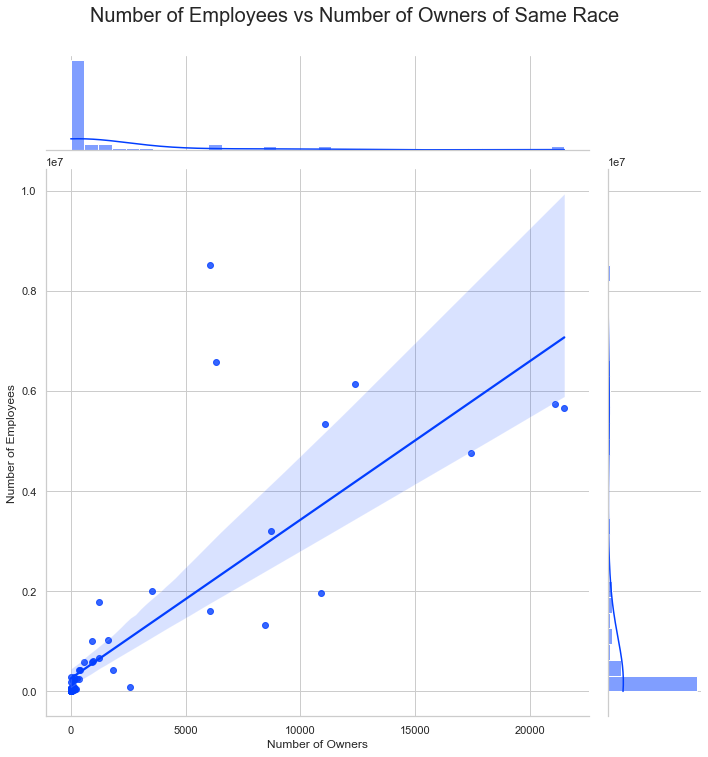 Number of Employees vs Number of Owners of Same Race
1e7
1e7
1.0
0.8
0.6
0.4
0.2
0.0
Number of Employees
0
5000
10000
15000
20000
Number of Owners